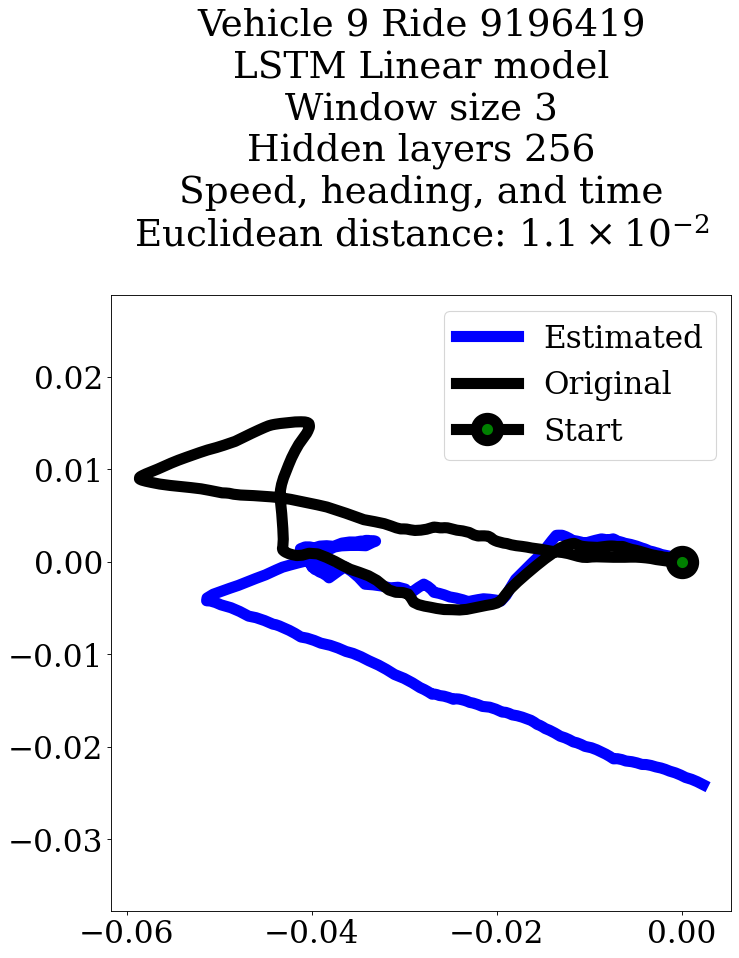 Vehicle 9 Ride 9196419
LSTM Linear model
Window size 3
Hidden layers 256
Speed, heading, and time
Euclidean distance: 1.1 × 10⁻²
Estimated
Original
Start
0.02
0.01
0.00
−0.01
−0.02
−0.03
−0.06 −0.04 −0.02 0.00